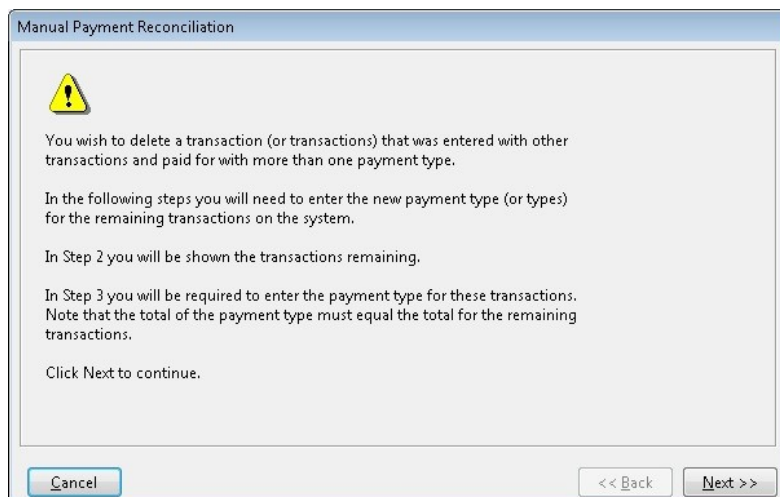 Manual Payment Reconciliation
You wish to delete a transaction (or transactions) that was entered with other
transactions and paid for with more than one payment type.
In the following steps you will need to enter the new payment type (or types)
for the remaining transactions on the system.
In Step 2 you will be shown the transactions remaining.
In Step 3 you will be required to enter the payment type for these transactions.
Note that the total of the payment type must equal the total for the remaining
transactions.
Click Next to continue.
Cancel
<< Back
Next >>